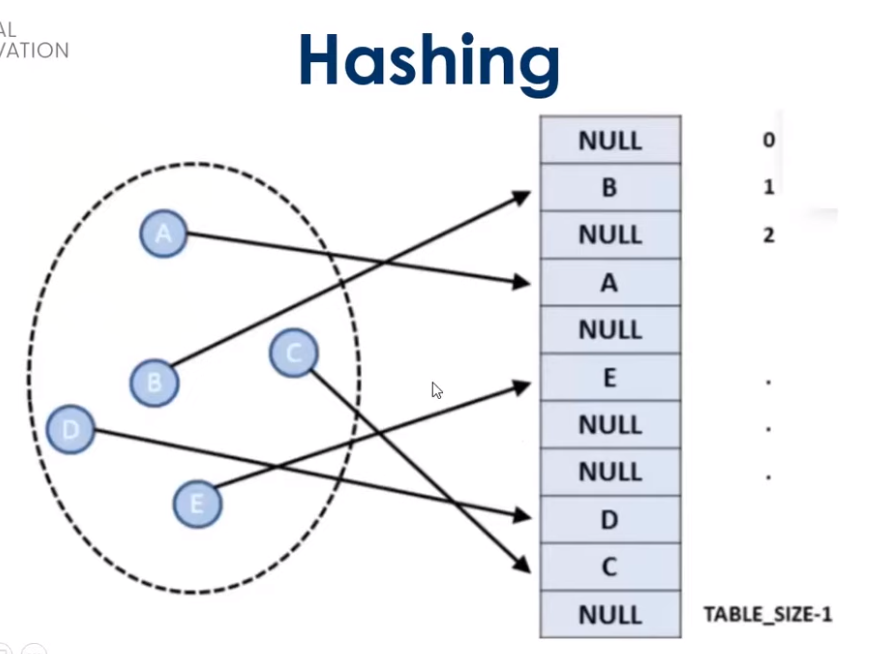 AL
VATION
Hashing
NULL 0
B 1
NULL 2
A
A
NULL
C
B
E .
D
NULL .
NULL .
E
D
C
NULL TABLE_SIZE-1